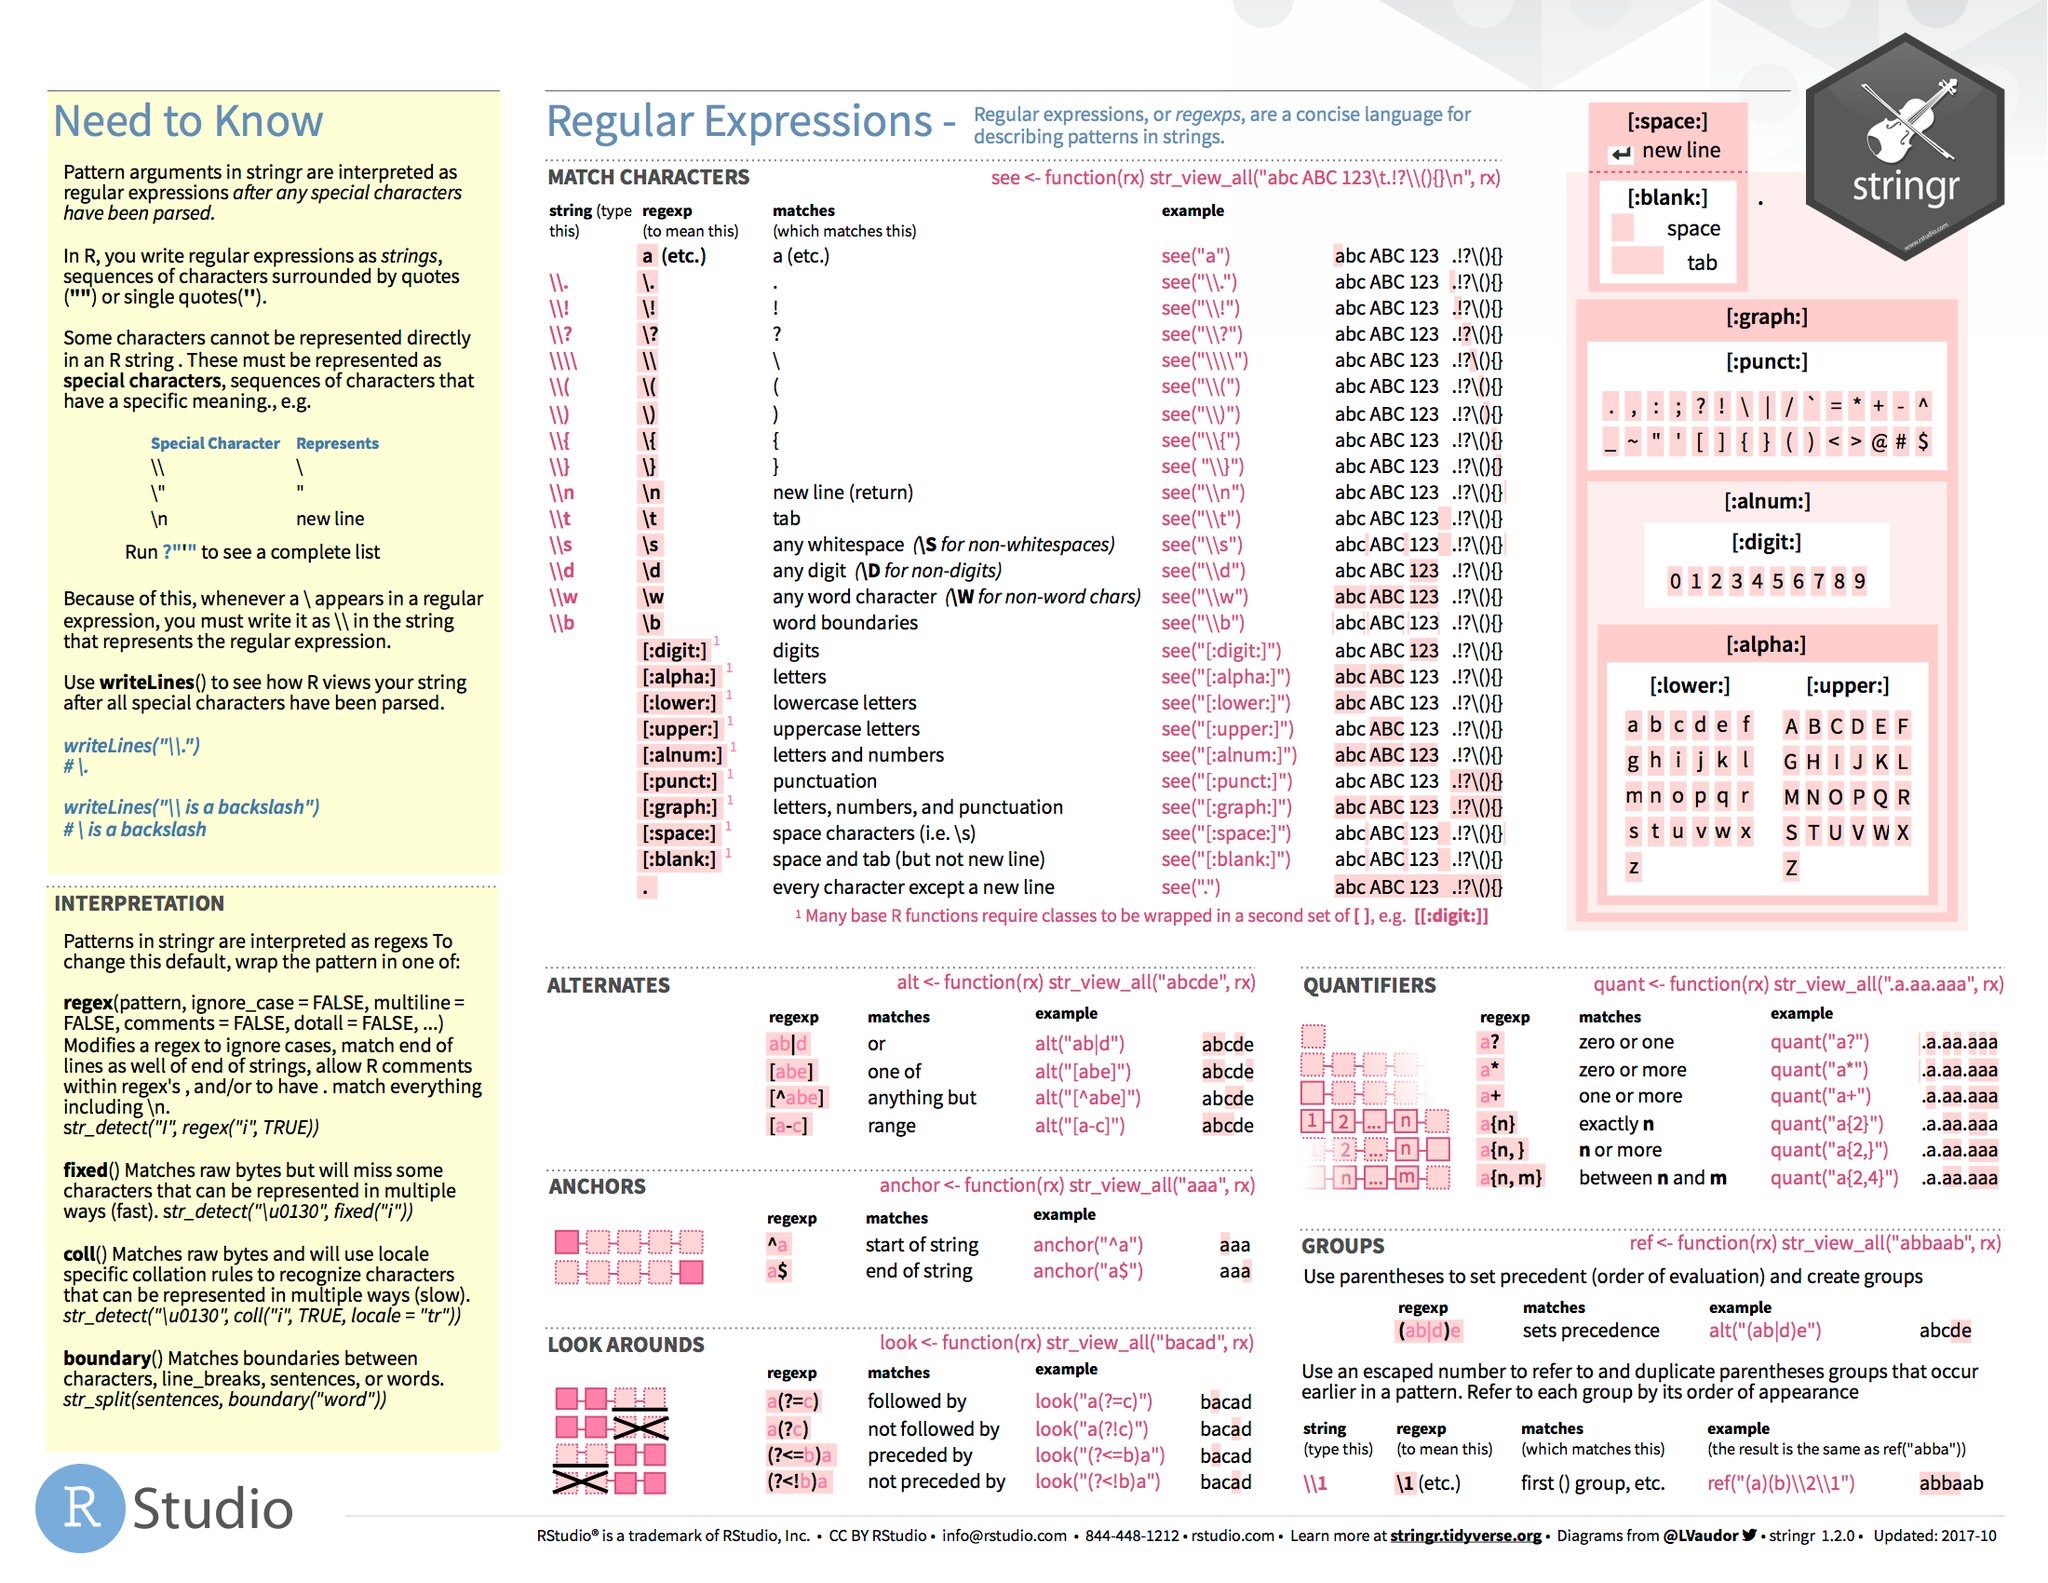 Need to Know
Pattern arguments in stringr are interpreted as
regular expressions after any special characters
have been parsed.
In R, you write regular expressions as strings,
sequences of characters surrounded by quotes
("") or single quotes('').
Some characters cannot be represented directly
in an R string . These must be represented as
special characters, sequences of characters that
have a specific meaning., e.g.
Special Character Represents
\\ \
\" "
\n new line
Run ?"'" to see a complete list
Because of this, whenever a \ appears in a regular
expression, you must write it as \\ in the string
that represents the regular expression.
Use writeLines() to see how R views your string
after all special characters have been parsed.
writeLines("\\.")
# \.
writeLines("\\ is a backslash")
# \ is a backslash
INTERPRETATION
Patterns in stringr are interpreted as regexs To
change this default, wrap the pattern in one of:
regex(pattern, ignore_case = FALSE, multiline =
FALSE, comments = FALSE, dotall = FALSE, ...)
Modifies a regex to ignore cases, match end of
lines as well of end of strings, allow R comments
within regex's , and/or to have . match everything
including \n.
str_detect("I", regex("i", TRUE))
fixed() Matches raw bytes but will miss some
characters that can be represented in multiple
ways (fast). str_detect("\u0130", fixed("i"))
coll() Matches raw bytes and will use locale
specific collation rules to recognize characters
that can be represented in multiple ways (slow).
str_detect("\u0130", coll("i", TRUE, locale = "tr"))
boundary() Matches boundaries between
characters, line_breaks, sentences, or words.
str_split(sentences, boundary("word"))
Regular Expressions -
Regular expressions, or regexps, are a concise language for
describing patterns in strings.
MATCH CHARACTERS see <- function(rx) str_view_all("abc ABC 123\t.!?\\(){}\n", rx)
string (type regexp matches example
this) (to mean this) (which matches this)
a (etc.) a (etc.) see("a") abc ABC 123 .!?\(){}
\\. \. . see("\\.") abc ABC 123 .!?\(){}
\\! \! ! see("\\!") abc ABC 123 .!?\(){}
\\? \? ? see("\\?") abc ABC 123 .!?\(){}
\\\\ \\ \ see("\\\\") abc ABC 123 .!?\(){}
\\( \( ( see("\\(") abc ABC 123 .!?\(){}
\\) \) ) see("\\)") abc ABC 123 .!?\(){}
\\{ \{ { see("\\{") abc ABC 123 .!?\(){}
\\} \} } see( "\\}") abc ABC 123 .!?\(){}
\\n \n new line (return) see("\\n") abc ABC 123 .!?\(){}
\\t \t tab see("\\t") abc ABC 123 .!?\(){}
\\s \s any whitespace (\S for non-whitespaces) see("\\s") abc ABC 123 .!?\(){}
\\d \d any digit (\D for non-digits) see("\\d") abc ABC 123 .!?\(){}
\\w \w any word character (\W for non-word chars) see("\\w") abc ABC 123 .!?\(){}
\\b \b word boundaries see("\\b") abc ABC 123 .!?\(){}
[:digit:] 1 digits see("[:digit:]") abc ABC 123 .!?\(){}
[:alpha:] 1 letters see("[:alpha:]") abc ABC 123 .!?\(){}
[:lower:] 1 lowercase letters see("[:lower:]") abc ABC 123 .!?\(){}
[:upper:] 1 uppercase letters see("[:upper:]") abc ABC 123 .!?\(){}
[:alnum:] 1 letters and numbers see("[:alnum:]") abc ABC 123 .!?\(){}
[:punct:] 1 punctuation see("[:punct:]") abc ABC 123 .!?\(){}
[:graph:] 1 letters, numbers, and punctuation see("[:graph:]") abc ABC 123 .!?\(){}
[:space:] 1 space characters (i.e. \s) see("[:space:]") abc ABC 123 .!?\(){}
[:blank:] 1 space and tab (but not new line) see("[:blank:]") abc ABC 123 .!?\(){}
. every character except a new line see(".") abc ABC 123 .!?\(){}
1 Many base R functions require classes to be wrapped in a second set of [ ], e.g. [[:digit:]]
[:space:]
new line
[:blank:] .
space
tab
[:graph:]
[:punct:]
. , : ; ? ! \ | / ` = * + - ^
_ ~ " ' [ ] { } ( ) < > @ # $
[:alnum:]
[:digit:]
0 1 2 3 4 5 6 7 8 9
[:alpha:]
[:lower:] [:upper:]
a b c d e f A B C D E F
g h i j k l G H I J K L
m n o p q r M N O P Q R
s t u v w x S T U V W X
z Z
stringr
www.rstudio.com
ALTERNATES alt <- function(rx) str_view_all("abcde", rx)
regexp matches example
ab|d or alt("ab|d") abcde
[abe] one of alt("[abe]") abcde
[^abe] anything but alt("[^abe]") abcde
[a-c] range alt("[a-c]") abcde
ANCHORS anchor <- function(rx) str_view_all("aaa", rx)
regexp matches example
^a start of string anchor("^a") aaa
a$ end of string anchor("a$") aaa
LOOK AROUNDS look <- function(rx) str_view_all("bacad", rx)
regexp matches example
a(?=c) followed by look("a(?=c)") bacad
a(?c) not followed by look("a(?!c)") bacad
(?<=b)a preceded by look("(?<=b)a") bacad
(?<!b)a not preceded by look("(?<!b)a") bacad
QUANTIFIERS quant <- function(rx) str_view_all(".a.aa.aaa", rx)
regexp matches example
a? zero or one quant("a?") .a.aa.aaa
a* zero or more quant("a*") .a.aa.aaa
a+ one or more quant("a+") .a.aa.aaa
1 2 ... n a{n} exactly n quant("a{2}") .a.aa.aaa
1 2 ... n a{n, } n or more quant("a{2,}") .a.aa.aaa
n ... m a{n, m} between n and m quant("a{2,4}") .a.aa.aaa
GROUPS ref <- function(rx) str_view_all("abbaab", rx)
Use parentheses to set precedent (order of evaluation) and create groups
regexp matches example
(ab|d)e sets precedence alt("(ab|d)e") abcde
Use an escaped number to refer to and duplicate parentheses groups that occur
earlier in a pattern. Refer to each group by its order of appearance
string regexp matches example
(type this) (to mean this) (which matches this) (the result is the same as ref("abba"))
\\1 \1 (etc.) first () group, etc. ref("(a)(b)\\2\\1") abbaab
R Studio
RStudio® is a trademark of RStudio, Inc. • CC BY RStudio • info@rstudio.com • 844-448-1212 • rstudio.com • Learn more at stringr.tidyverse.org • Diagrams from @LVaudor • stringr 1.2.0 • Updated: 2017-10